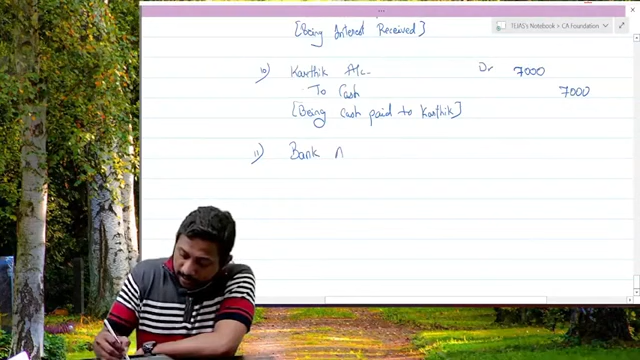 TEJAS's Notebook > CA Foundation
[Being Interest Received]
10) Karthik A/c Dr 7000
To Cash 7000
[Being Cash paid to Karthik]
11) Bank A